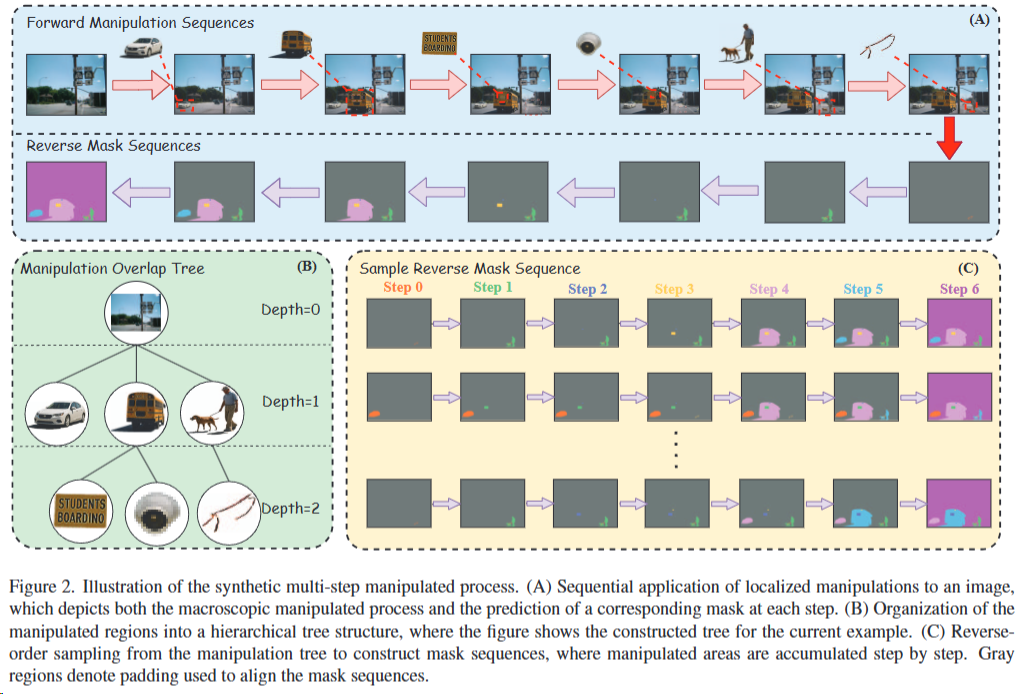 Forward Manipulation Sequences
(A)
STUDENTS
BOARDING
Reverse Mask Sequences
Manipulation Overlap Tree
(B)
Depth=0
Depth=1
STUDENTS
BOARDING
Depth=2
Sample Reverse Mask Sequence
(C)
Step 0 Step 1 Step 2 Step 3 Step 4 Step 5 Step 6
Figure 2. Illustration of the synthetic multi-step manipulated process. (A) Sequential application of localized manipulations to an image,
which depicts both the macroscopic manipulated process and the prediction of a corresponding mask at each step. (B) Organization of the
manipulated regions into a hierarchical tree structure, where the figure shows the constructed tree for the current example. (C) Reverse-
order sampling from the manipulation tree to construct mask sequences, where manipulated areas are accumulated step by step. Gray
regions denote padding used to align the mask sequences.